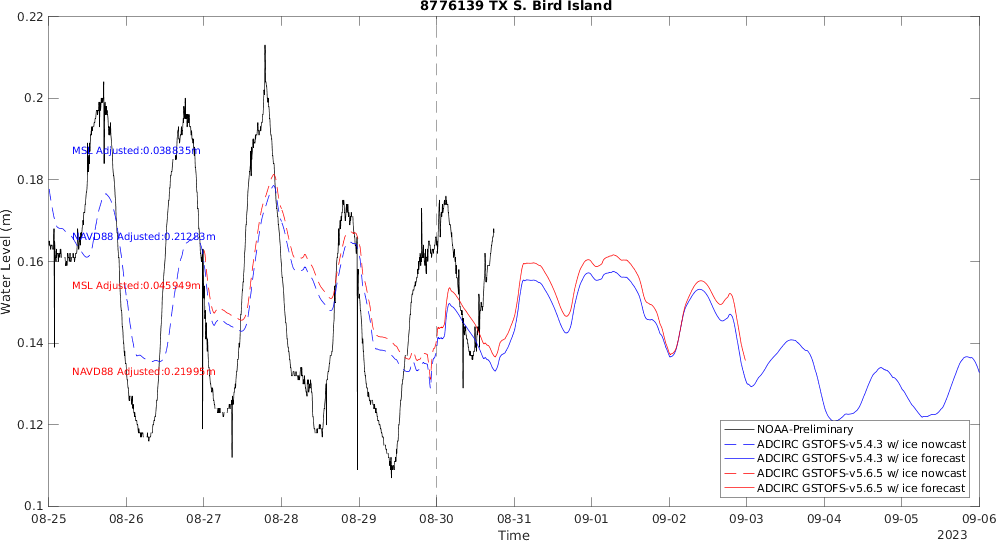 8776139 TX S. Bird Island
0.22
0.2
0.18
0.16
0.14
0.12
0.1
Water Level (m)
MSL Adjusted:0.038835m
NAVD88 Adjusted:0.21283m
MSL Adjusted:0.045949m
NAVD88 Adjusted:0.21995m
NOAA-Preliminary
ADCIRC GSTOFS-v5.4.3 w/ ice nowcast
ADCIRC GSTOFS-v5.4.3 w/ ice forecast
ADCIRC GSTOFS-v5.6.5 w/ ice nowcast
ADCIRC GSTOFS-v5.6.5 w/ ice forecast
08-25 08-26 08-27 08-28 08-29 08-30 08-31 09-01 09-02 09-03 09-04 09-05 09-06
Time
2023